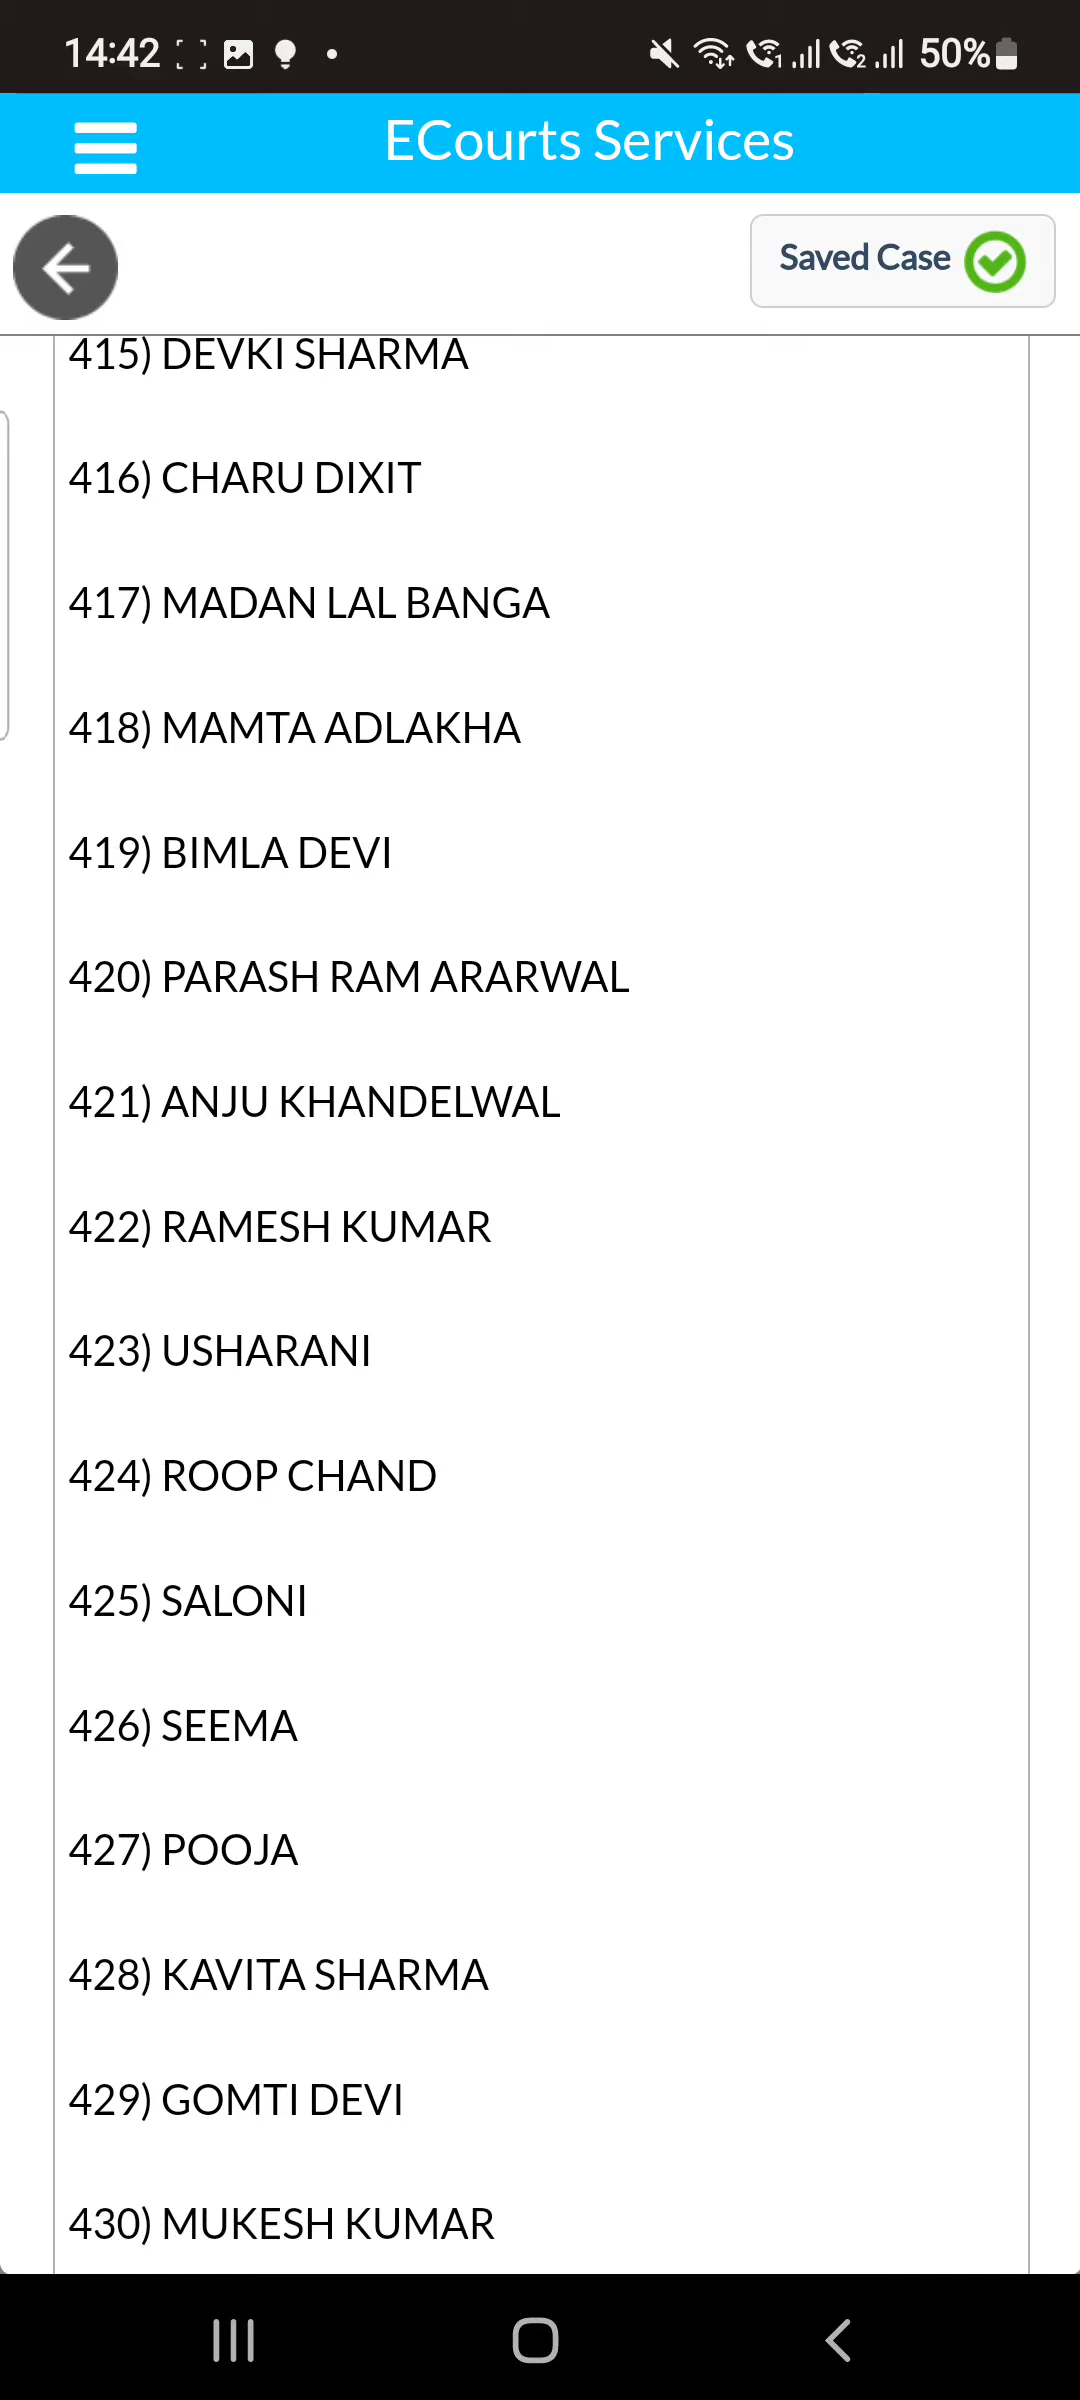 14:42
50%
ECourts Services
Saved Case
415) DEVKI SHARMA
416) CHARU DIXIT
417) MADAN LAL BANGA
418) MAMTA ADLAKHA
419) BIMLA DEVI
420) PARASH RAM ARARWAL
421) ANJU KHANDELWAL
422) RAMESH KUMAR
423) USHARANI
424) ROOP CHAND
425) SALONI
426) SEEMA
427) POOJA
428) KAVITA SHARMA
429) GOMTI DEVI
430) MUKESH KUMAR